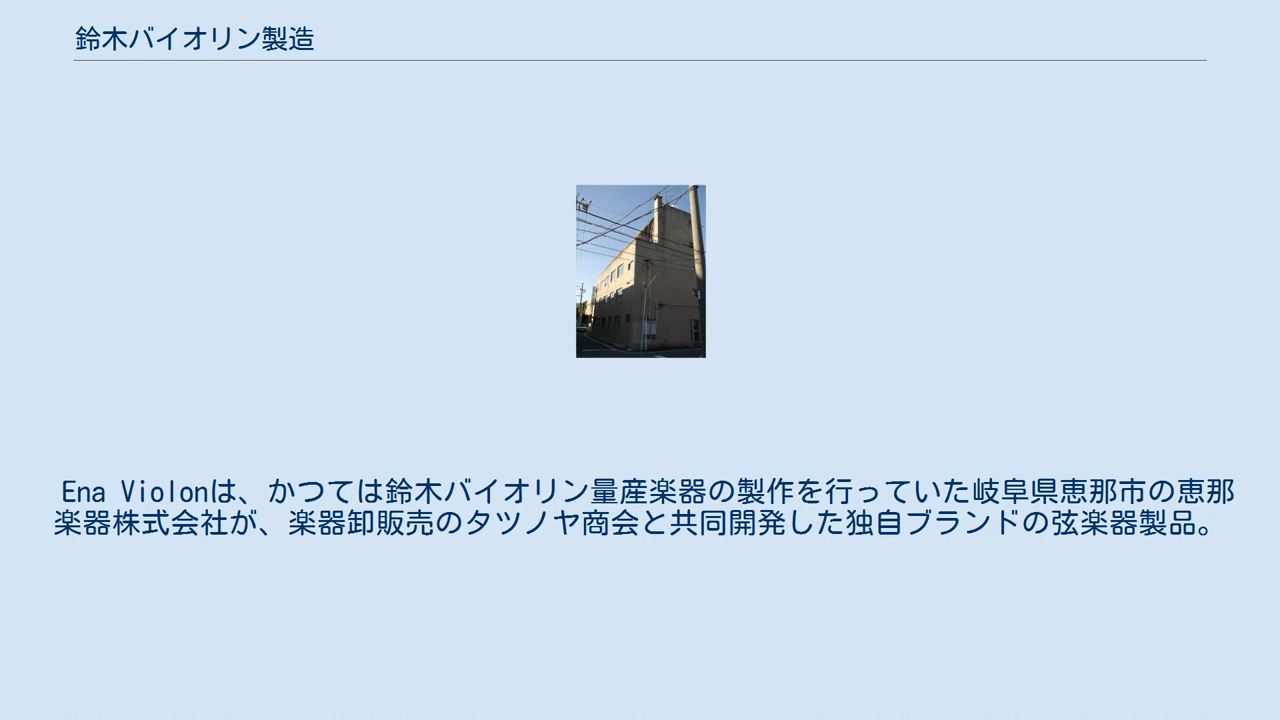 鈴木バイオリン製造
Ena Violonは、かつては鈴木バイオリン量産楽器の製作を行っていた岐阜県恵那市の恵那
楽器株式会社が、楽器卸販売のタツノヤ商会と共同開発した独自ブランドの弦楽器製品。